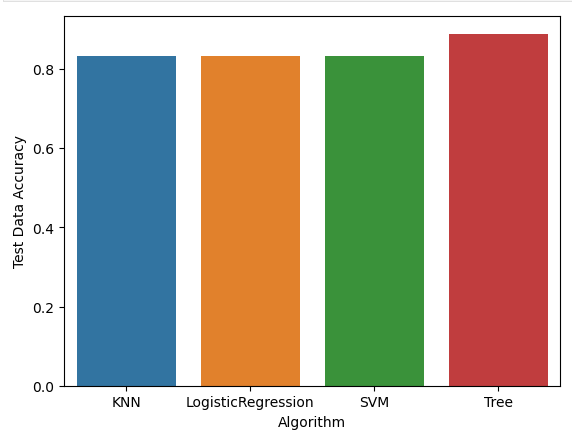 0.8
0.6
0.4
0.2
0.0
Test Data Accuracy
KNN
LogisticRegression
SVM
Tree
Algorithm